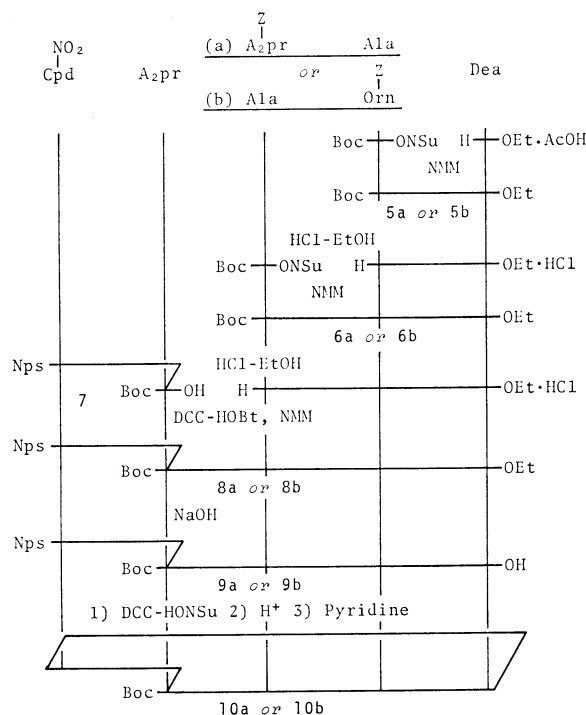 Z
NO₂ (a) A₂pr Ala
Cpd A₂pr or Z Dea
(b) Ala Orn
Boc ONSu H OEt·AcOH
NMM
Boc OEt
5a or 5b
HCl-EtOH
Boc ONSu H OEt·HCl
NMM
Boc OEt
6a or 6b
Nps HCl-EtOH
7 Boc OH H OEt·HCl
DCC-HOBt, NMM
Nps
Boc OEt
8a or 8b
NaOH
Nps
Boc OH
9a or 9b
1) DCC-HONSu 2) H⁺ 3) Pyridine
Boc
10a or 10b